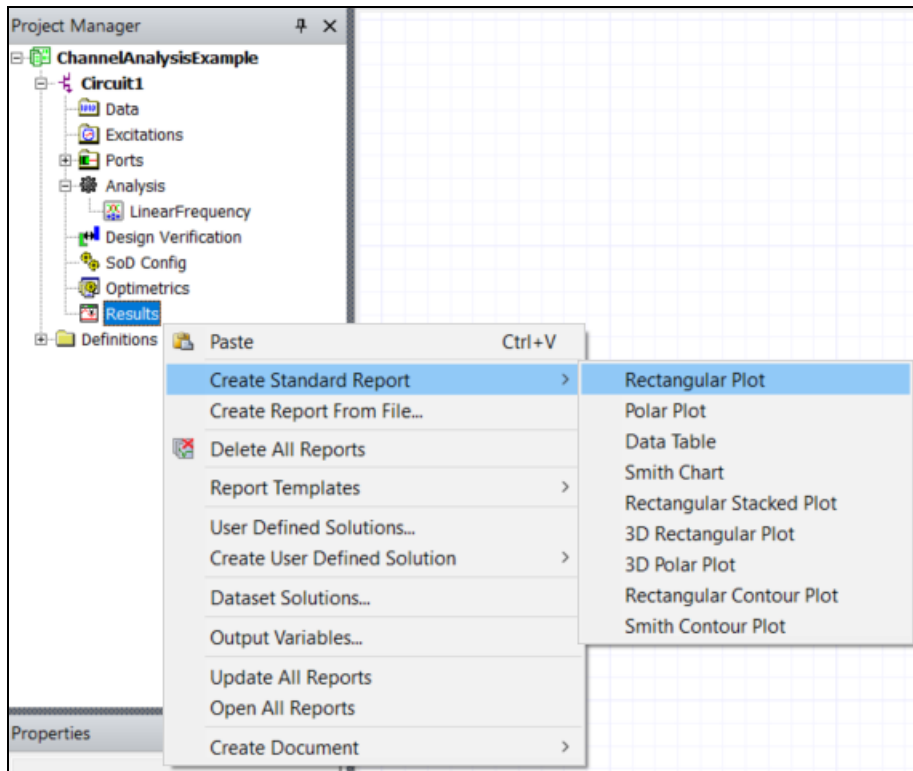 Project Manager
ChannelAnalysisExample
Circuit1
Data
Excitations
Ports
Analysis
LinearFrequency
Design Verification
SoD Config
Optimetrics
Results
Definitions
Paste Ctrl+V
Create Standard Report
Create Report From File...
Delete All Reports
Report Templates
User Defined Solutions...
Create User Defined Solution
Dataset Solutions...
Output Variables...
Update All Reports
Open All Reports
Create Document
Rectangular Plot
Polar Plot
Data Table
Smith Chart
Rectangular Stacked Plot
3D Rectangular Plot
3D Polar Plot
Rectangular Contour Plot
Smith Contour Plot
Properties